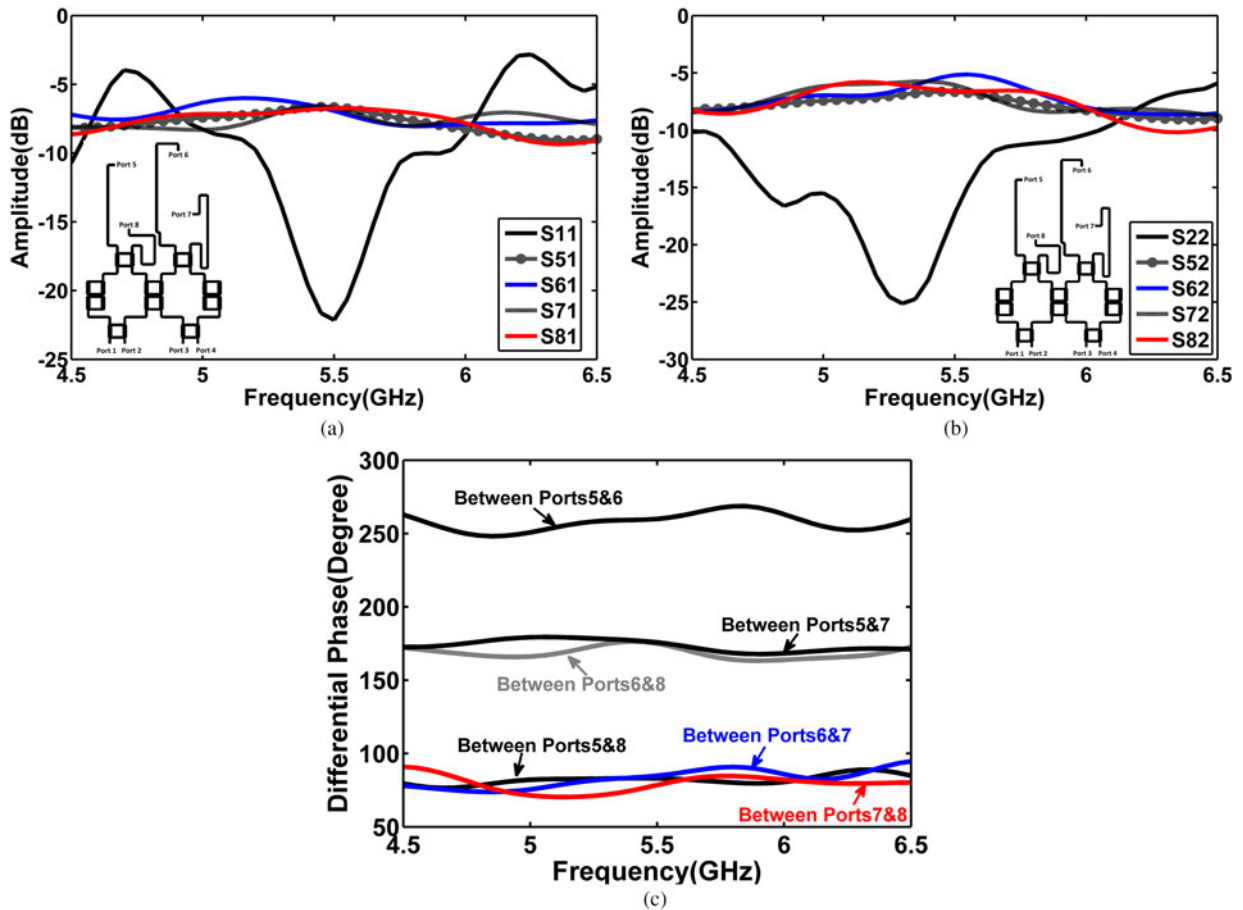 0
-5
-10
-15
-20
-25
Amplitude(dB)
4.5 5 5.5 6 6.5
Frequency(GHz)
Port 5
Port 6
Port 7
Port 8
Port 1 Port 2 Port 3 Port 4
S11
S51
S61
S71
S81
(a)
0
-5
-10
-15
-20
-25
-30
Amplitude(dB)
4.5 5 5.5 6 6.5
Frequency(GHz)
Port 5
Port 6
Port 7
Port 8
Port 1 Port 2 Port 3 Port 4
S22
S52
S62
S72
S82
(b)
300
250
200
150
100
50
Differential Phase(Degree)
Between Ports5&6
Between Ports5&7
Between Ports6&8
Between Ports5&8
Between Ports6&7
Between Ports7&8
4.5 5 5.5 6 6.5
Frequency(GHz)
(c)